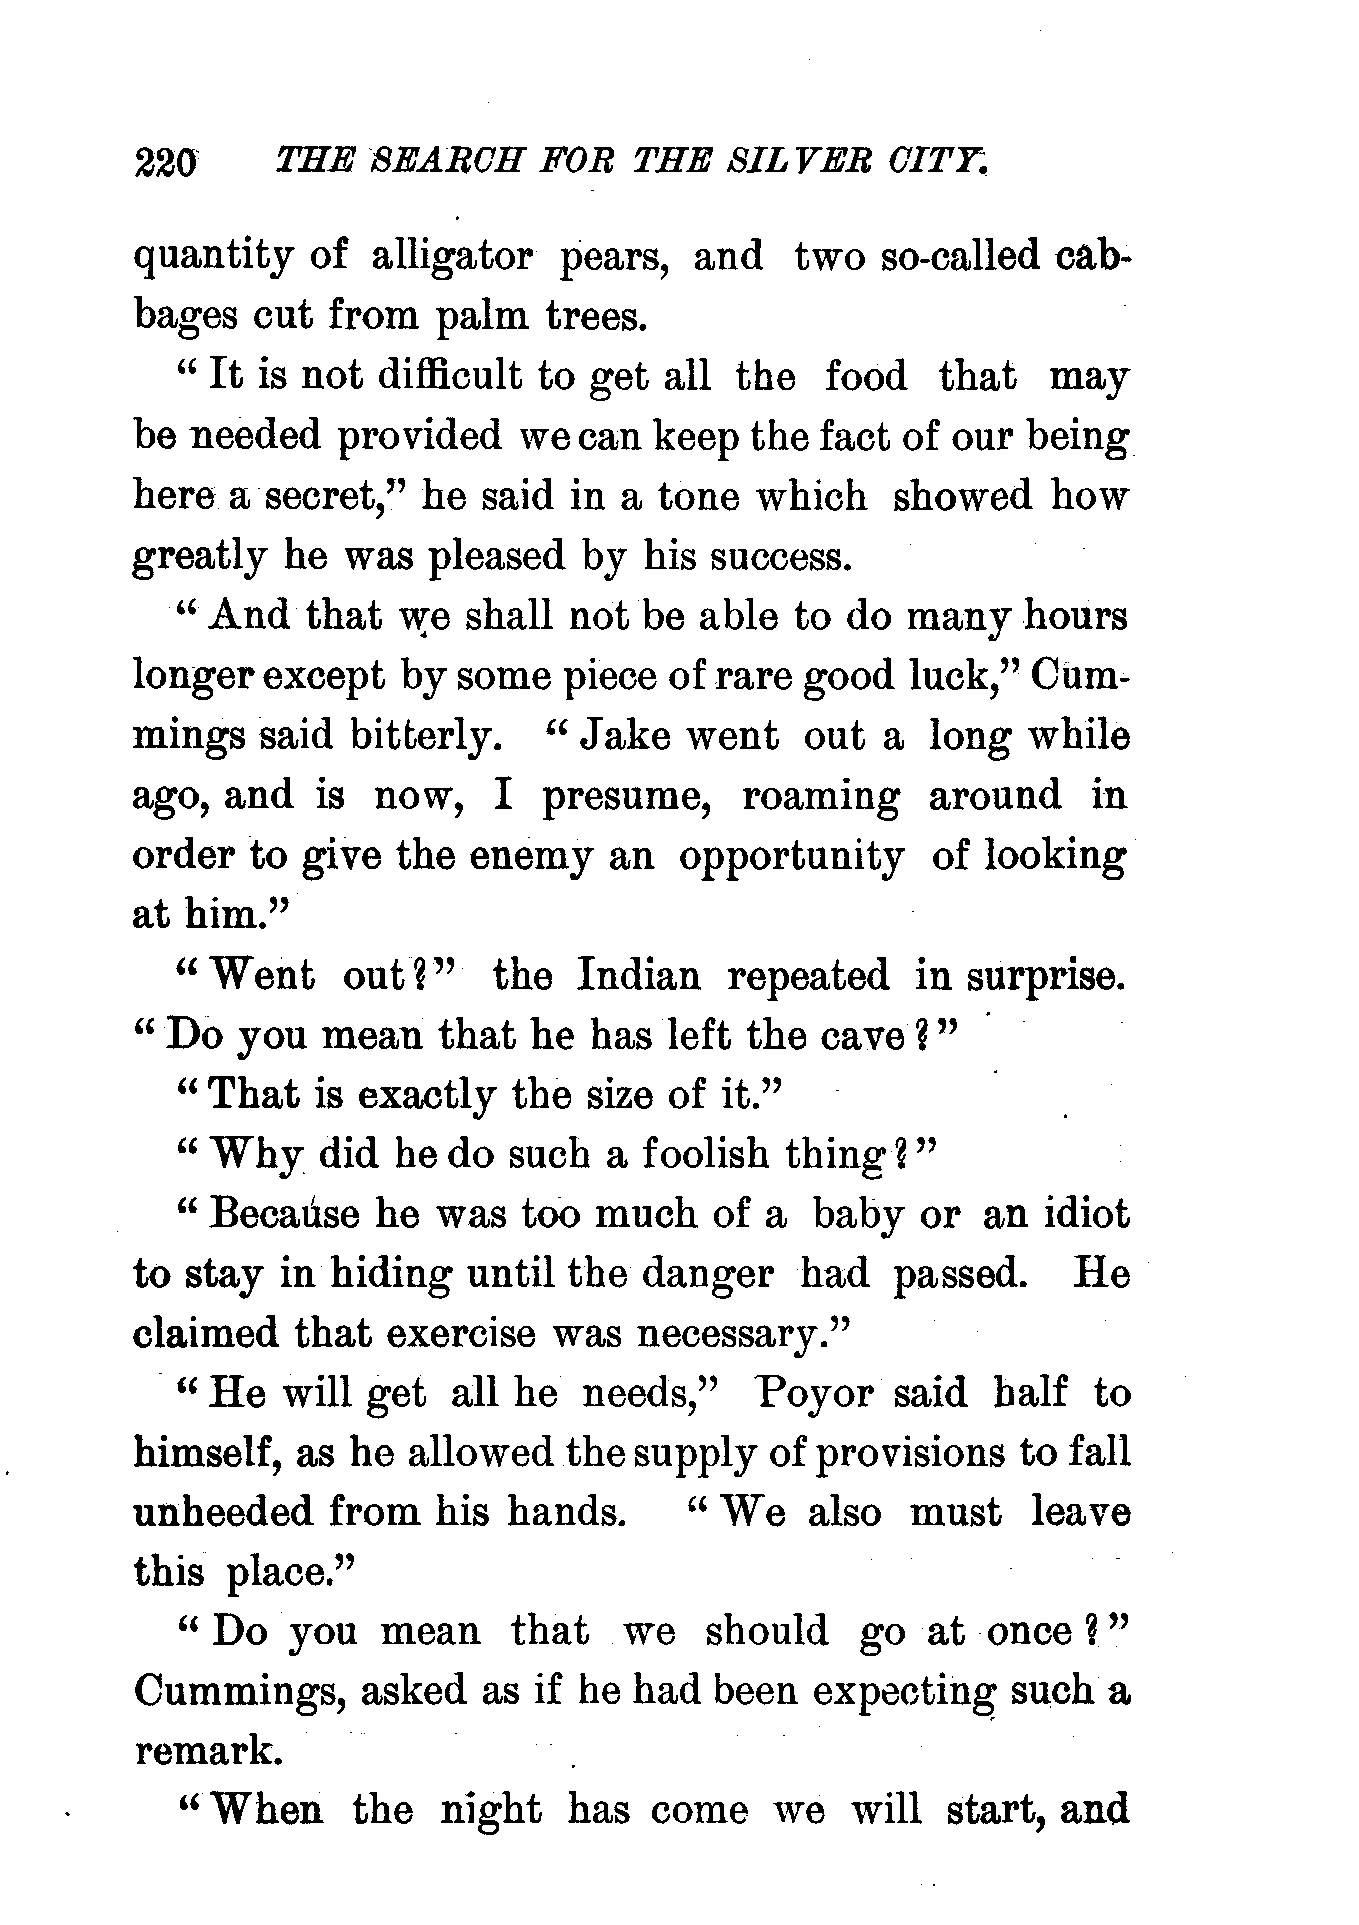 220 THE SEARCH FOR THE SILVER CITY.
quantity of alligator pears, and two so-called cab-
bages cut from palm trees.
“ It is not difficult to get all the food that may
be needed provided we can keep the fact of our being
here a secret,” he said in a tone which showed how
greatly he was pleased by his success.
“ And that we shall not be able to do many hours
longer except by some piece of rare good luck,” Cum-
mings said bitterly. “ Jake went out a long while
ago, and is now, I presume, roaming around in
order to give the enemy an opportunity of looking
at him.”
“ Went out?” the Indian repeated in surprise.
“ Do you mean that he has left the cave ? ”
“ That is exactly the size of it.”
“ Why did he do such a foolish thing ? ”
“ Because he was too much of a baby or an idiot
to stay in hiding until the danger had passed. He
claimed that exercise was necessary.”
“ He will get all he needs,” Poyor said half to
himself, as he allowed the supply of provisions to fall
unheeded from his hands. “ We also must leave
this place.”
“ Do you mean that we should go at once ? ”
Cummings, asked as if he had been expecting such a
remark.
“ When the night has come we will start, and